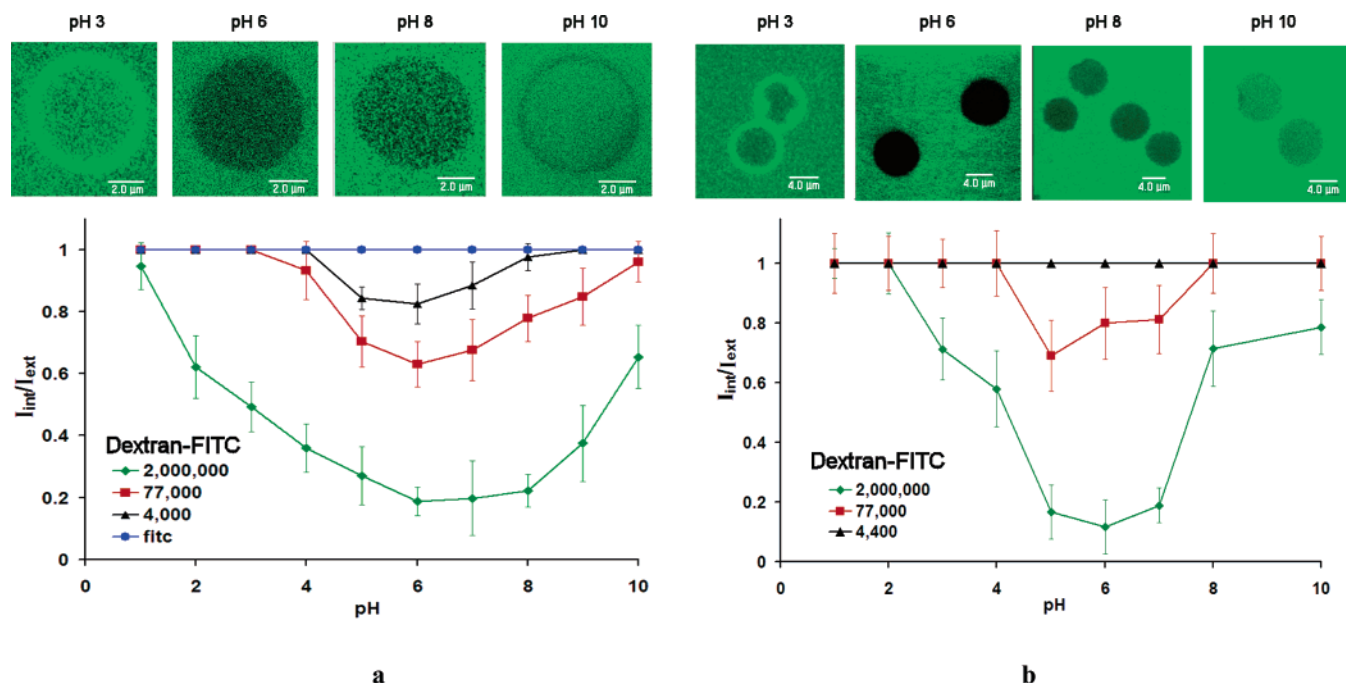 pH 3 pH 6 pH 8 pH 10
2.0 µm 2.0 µm 2.0 µm 2.0 µm
1
0.8
0.6
0.4
0.2
0
Iint/Iext
Dextran-FITC
2,000,000
77,000
4,000
fitc
0 2 4 6 8 10
pH
a
pH 3 pH 6 pH 8 pH 10
4.0 µm 4.0 µm 4.0 µm 4.0 µm
1
0.8
0.6
0.4
0.2
0
Iint/Iext
Dextran-FITC
2,000,000
77,000
4,400
0 2 4 6 8 10
pH
b